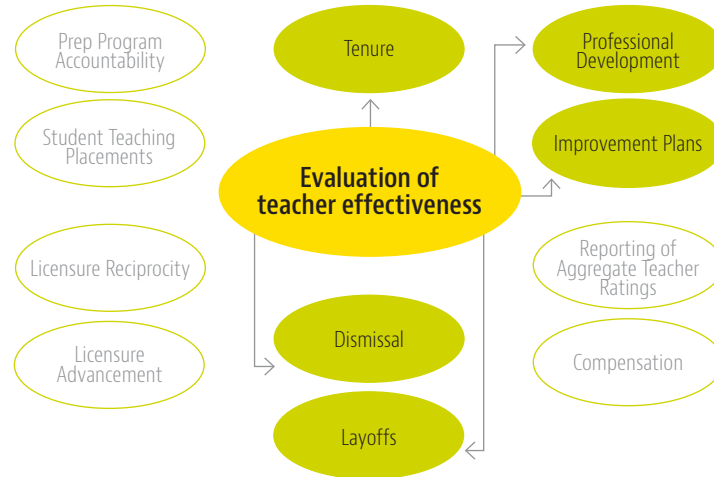 Prep Program
Accountability
Tenure
Professional
Development
Student Teaching
Placements
Improvement Plans
Evaluation of
teacher effectiveness
Licensure Reciprocity
Reporting of
Aggregate Teacher
Ratings
Dismissal
Licensure
Advancement
Compensation
Layoffs